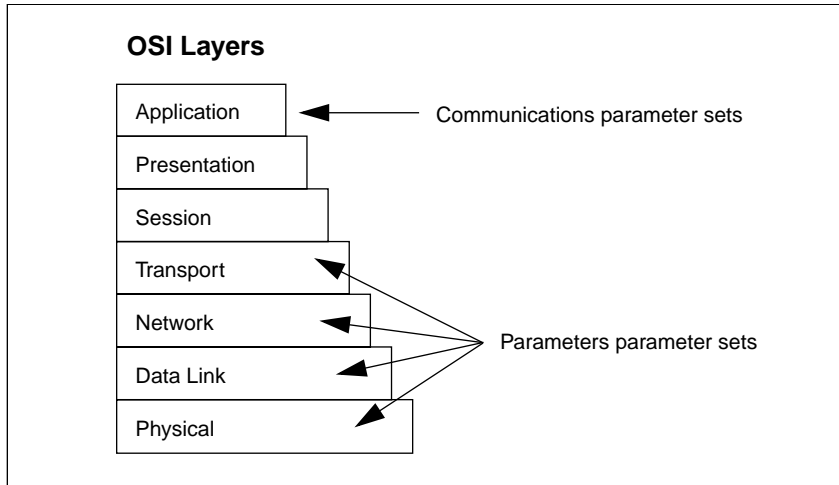 OSI Layers
Application
Communications parameter sets
Presentation
Session
Transport
Network
Parameters parameter sets
Data Link
Physical